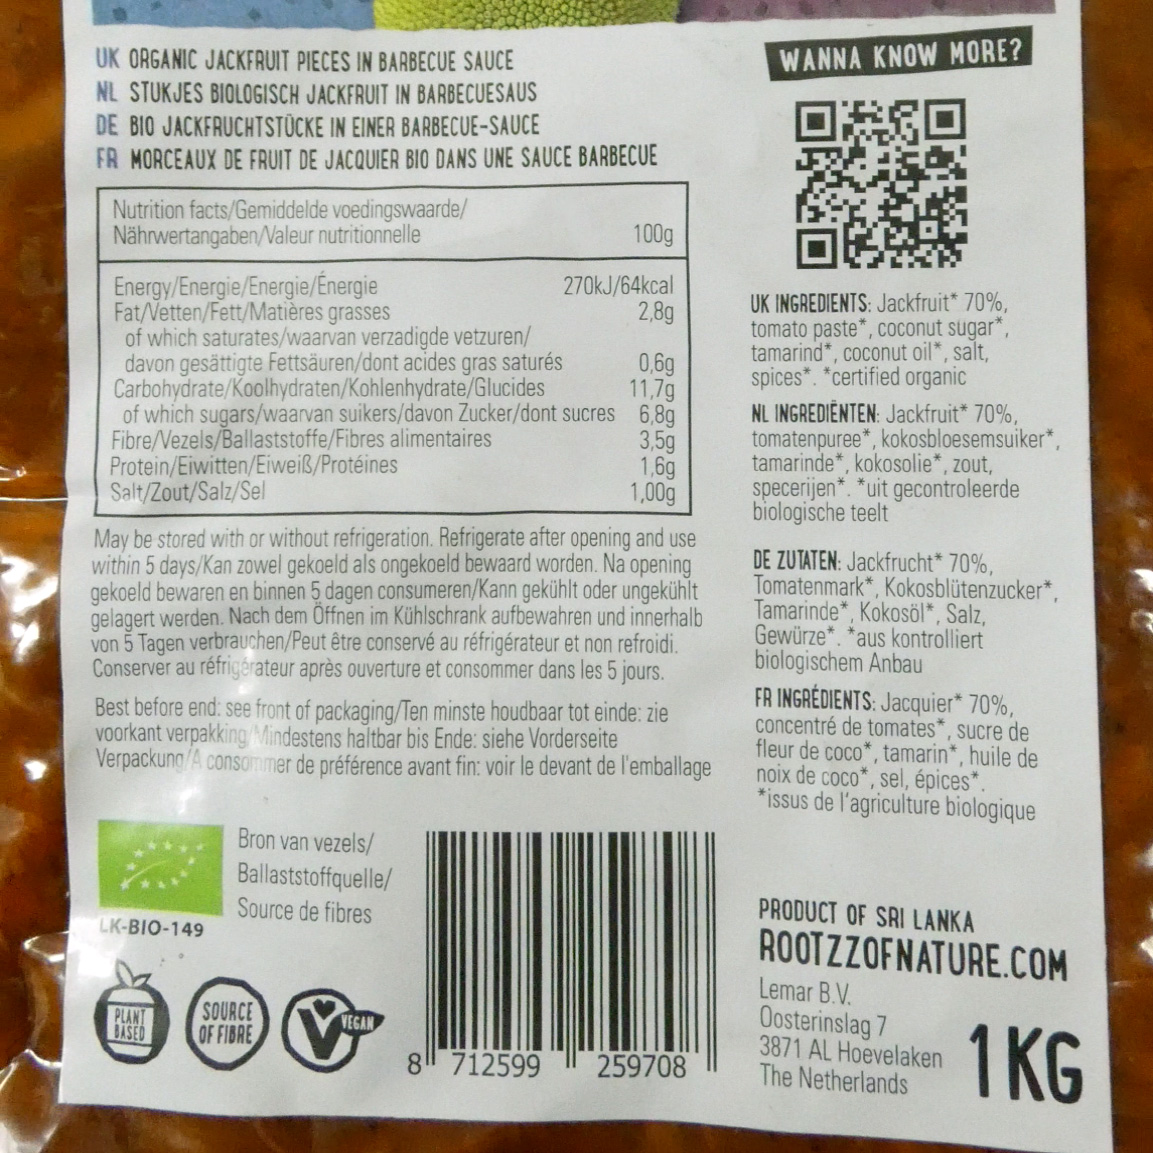 UK ORGANIC JACKFRUIT PIECES IN BARBECUE SAUCE
NL STUKJES BIOLOGISCH JACKFRUIT IN BARBECUESAUS
DE BIO JACKFRUCHTSTÜCKE IN EINER BARBECUE-SAUCE
FR MORCEAUX DE FRUIT DE JACQUIER BIO DANS UNE SAUCE BARBECUE
Nutrition facts/Gemiddelde voedingswaarde/
Nährwertangaben/Valeur nutritionnelle 100g
Energy/Energie/Energie/Énergie 270kJ/64kcal
Fat/Vetten/Fett/Matières grasses 2,8g
of which saturates/waarvan verzadigde vetzuren/
davon gesättigte Fettsäuren/dont acides gras saturés 0,6g
Carbohydrate/Koolhydraten/Kohlenhydrate/Glucides 11,7g
of which sugars/waarvan suikers/davon Zucker/dont sucres 6,8g
Fibre/Vezels/Ballaststoffe/Fibres alimentaires 3,5g
Protein/Eiwitten/Eiweiß/Protéines 1,6g
Salt/Zout/Salz/Sel 1,00g
May be stored with or without refrigeration. Refrigerate after opening and use
within 5 days/Kan zowel gekoeld als ongekoeld bewaard worden. Na opening
gekoeld bewaren en binnen 5 dagen consumeren/Kann gekühlt oder ungekühlt
gelagert werden. Nach dem Öffnen im Kühlschrank aufbewahren und innerhalb
von 5 Tagen verbrauchen/Peut être conservé au réfrigérateur et non refroidi.
Conserver au réfrigérateur après ouverture et consommer dans les 5 jours.
Best before end: see front of packaging/Ten minste houdbaar tot einde: zie
voorkant verpakking/Mindestens haltbar bis Ende: siehe Vorderseite
Verpackung/A consommer de préférence avant fin: voir le devant de l'emballage
Bron van vezels/
Ballaststoffquelle/
Source de fibres
LK-BIO-149
PLANT
BASED
SOURCE
OF FIBRE
VEGAN
8 712599 259708
WANNA KNOW MORE?
UK INGREDIENTS: Jackfruit* 70%,
tomato paste*, coconut sugar*,
tamarind*, coconut oil*, salt,
spices*. *certified organic
NL INGREDIËNTEN: Jackfruit* 70%,
tomatenpuree*, kokosbloesemsuiker*,
tamarinde*, kokosolie*, zout,
specerijen*. *uit gecontroleerde
biologische teelt
DE ZUTATEN: Jackfrucht* 70%,
Tomatenmark*, Kokosblütenzucker*,
Tamarinde*, Kokosöl*, Salz,
Gewürze*. *aus kontrolliert
biologischem Anbau
FR INGRÉDIENTS: Jacquier* 70%,
concentré de tomates*, sucre de
fleur de coco*, tamarin*, huile de
noix de coco*, sel, épices*.
*issus de l'agriculture biologique
PRODUCT OF SRI LANKA
ROOTZZOFNATURE.COM
Lemar B.V.
Oosterinslag 7
3871 AL Hoevelaken
The Netherlands
1 KG